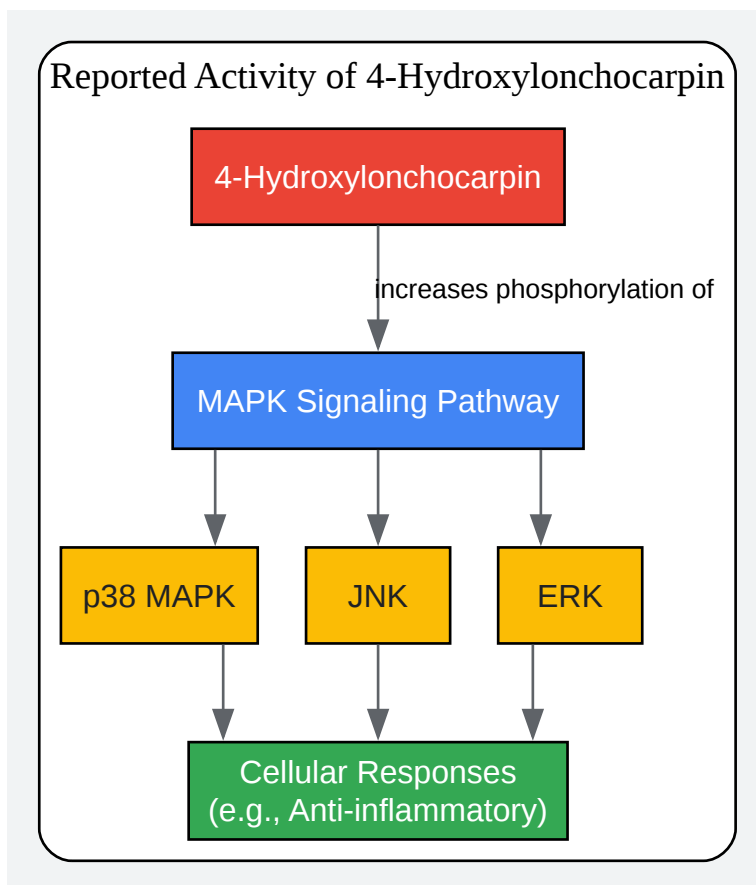 Reported Activity of 4-Hydroxylonchocarpin
4-Hydroxylonchocarpin
increases phosphorylation of
MAPK Signaling Pathway
p38 MAPK
JNK
ERK
Cellular Responses
(e.g., Anti-inflammatory)